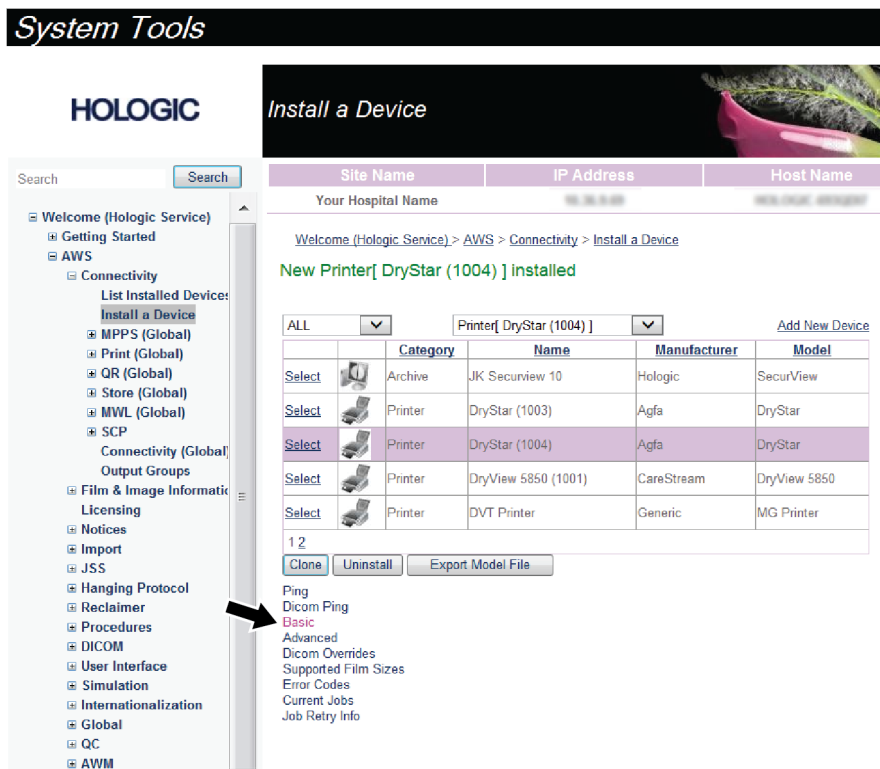 System Tools
HOLOGIC
Install a Device
Search Search
Site Name IP Address Host Name
Your Hospital Name
Welcome (Hologic Service)
Getting Started
AWS
Connectivity
List Installed Devices
Install a Device
MPPS (Global)
Print (Global)
QR (Global)
Store (Global)
MWL (Global)
SCP
Connectivity (Global)
Output Groups
Film & Image Informatic
Licensing
Notices
Import
JSS
Hanging Protocol
Reclaimer
Procedures
DICOM
User Interface
Simulation
Internationalization
Global
QC
AWM
Welcome (Hologic Service) > AWS > Connectivity > Install a Device
New Printer[ DryStar (1004) ] installed
ALL Printer[ DryStar (1004) ] Add New Device
Category Name Manufacturer Model
Select Archive JK Securview 10 Hologic SecurView
Select Printer DryStar (1003) Agfa DryStar
Select Printer DryStar (1004) Agfa DryStar
Select Printer DryView 5850 (1001) CareStream DryView 5850
Select Printer DVT Printer Generic MG Printer
1 2
Clone Uninstall Export Model File
Ping
Dicom Ping
Basic
Advanced
Dicom Overrides
Supported Film Sizes
Error Codes
Current Jobs
Job Retry Info